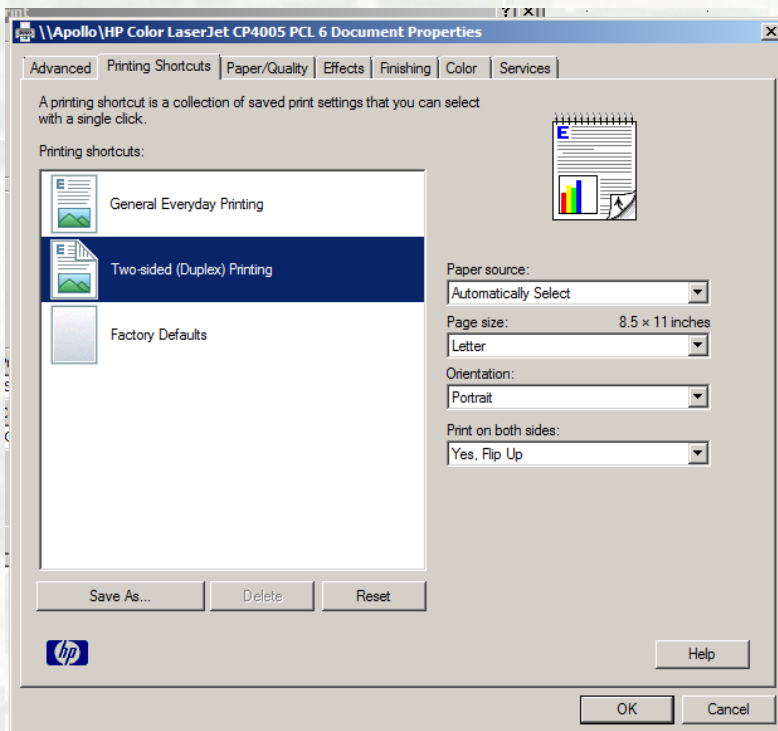 int
? X
\\Apollo\HP Color LaserJet CP4005 PCL 6 Document Properties
Advanced Printing Shortcuts Paper/Quality Effects Finishing Color Services
A printing shortcut is a collection of saved print settings that you can select
with a single click.
Printing shortcuts:
E General Everyday Printing
E Two-sided (Duplex) Printing
Factory Defaults
E
Paper source:
Automatically Select
Page size: 8.5 × 11 inches
Letter
Orientation:
Portrait
Print on both sides:
Yes, Flip Up
Save As... Delete Reset
hp
Help
OK Cancel